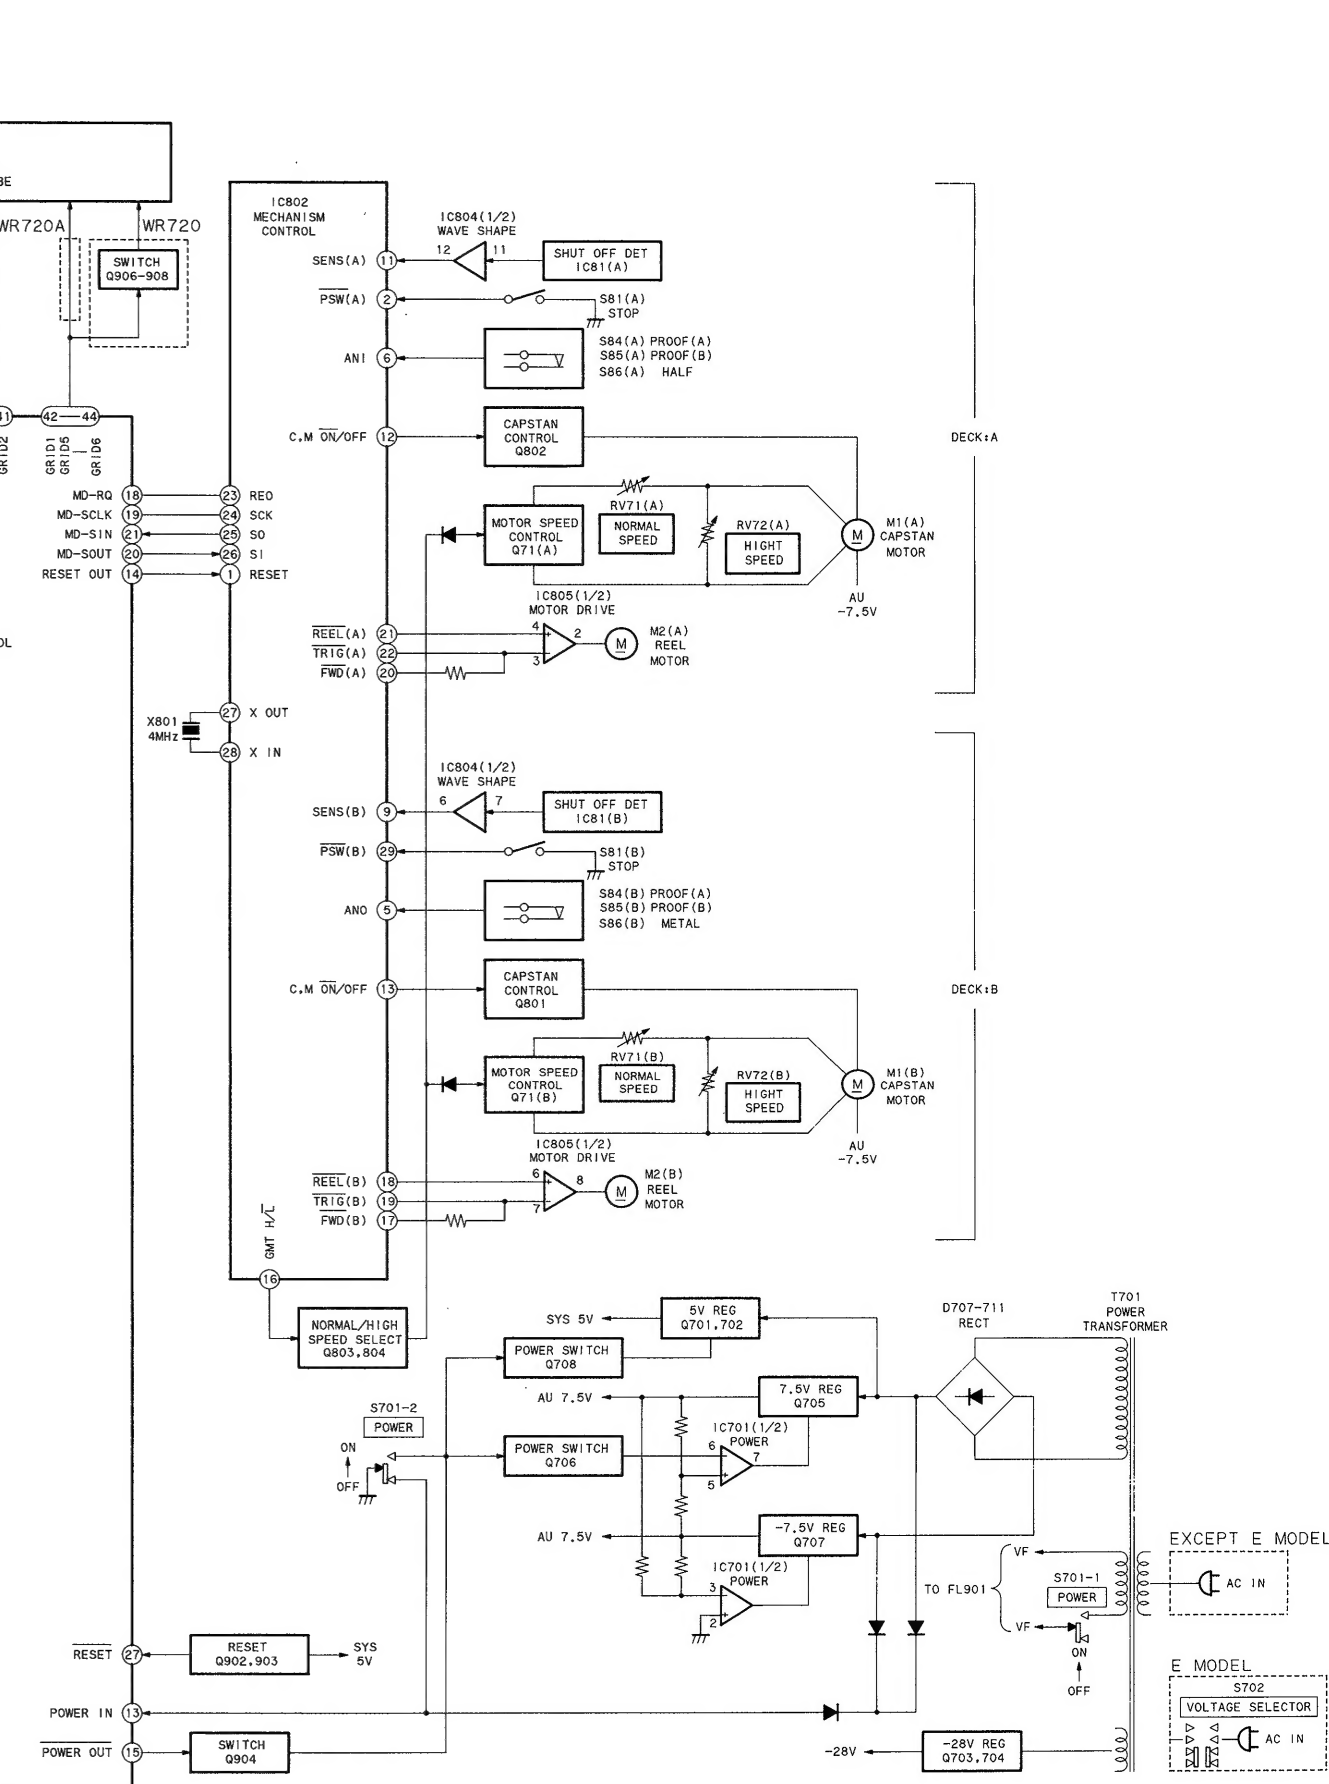 BE
WR720A
WR720
SWITCH
Q906-908
41
42
44
GRID2
GRID1
GRID5
GRID6
MD-RQ 18
MD-SCLK 19
MD-SIN 21
MD-SOUT 20
RESET OUT 14
OL
IC802
MECHANISM
CONTROL
23 REO
24 SCK
25 SO
26 SI
1 RESET
27 X OUT
28 X IN
X801
4MHz
SENS(A) 11
PSW(A) 2
ANI 6
C.M ON/OFF 12
REEL(A) 21
TRIG(A) 22
FWD(A) 20
IC804(1/2)
WAVE SHAPE
12
11
SHUT OFF DET
IC81(A)
S81(A)
STOP
S84(A) PROOF(A)
S85(A) PROOF(B)
S86(A) HALF
CAPSTAN
CONTROL
Q802
MOTOR SPEED
CONTROL
Q71(A)
RV71(A)
NORMAL
SPEED
RV72(A)
HIGHT
SPEED
M
M1(A)
CAPSTAN
MOTOR
AU
-7.5V
IC805(1/2)
MOTOR DRIVE
4
3
2
M
M2(A)
REEL
MOTOR
DECK:A
SENS(B) 9
PSW(B) 29
ANO 5
C.M ON/OFF 13
REEL(B) 18
TRIG(B) 19
FWD(B) 17
IC804(1/2)
WAVE SHAPE
6
7
SHUT OFF DET
IC81(B)
S81(B)
STOP
S84(B) PROOF(A)
S85(B) PROOF(B)
S86(B) METAL
CAPSTAN
CONTROL
Q801
MOTOR SPEED
CONTROL
Q71(B)
RV71(B)
NORMAL
SPEED
RV72(B)
HIGHT
SPEED
M
M1(B)
CAPSTAN
MOTOR
AU
-7.5V
IC805(1/2)
MOTOR DRIVE
6
7
8
M
M2(B)
REEL
MOTOR
DECK:B
GMT H/L
16
NORMAL/HIGH
SPEED SELECT
Q803,804
SYS 5V
5V REG
Q701,702
POWER SWITCH
Q708
AU 7.5V
7.5V REG
Q705
S701-2
POWER
ON
OFF
POWER SWITCH
Q706
IC701(1/2)
POWER
6
5
7
AU 7.5V
-7.5V REG
Q707
IC701(1/2)
POWER
3
2
D707-711
RECT
T701
POWER
TRANSFORMER
TO FL901
VF
VF
S701-1
POWER
ON
OFF
EXCEPT E MODEL
AC IN
E MODEL
S702
VOLTAGE SELECTOR
AC IN
RESET 27
RESET
Q902,903
SYS
5V
POWER IN 13
POWER OUT 15
SWITCH
Q904
-28V
-28V REG
Q703,704